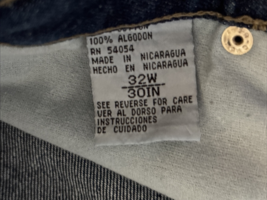 100% ALGODON
RN 54054
MADE IN NICARAGUA
HECHO EN NICARAGUA
32W
30IN
SEE REVERSE FOR CARE
VER AL DORSO PARA
INSTRUCCIONES
DE CUIDADO